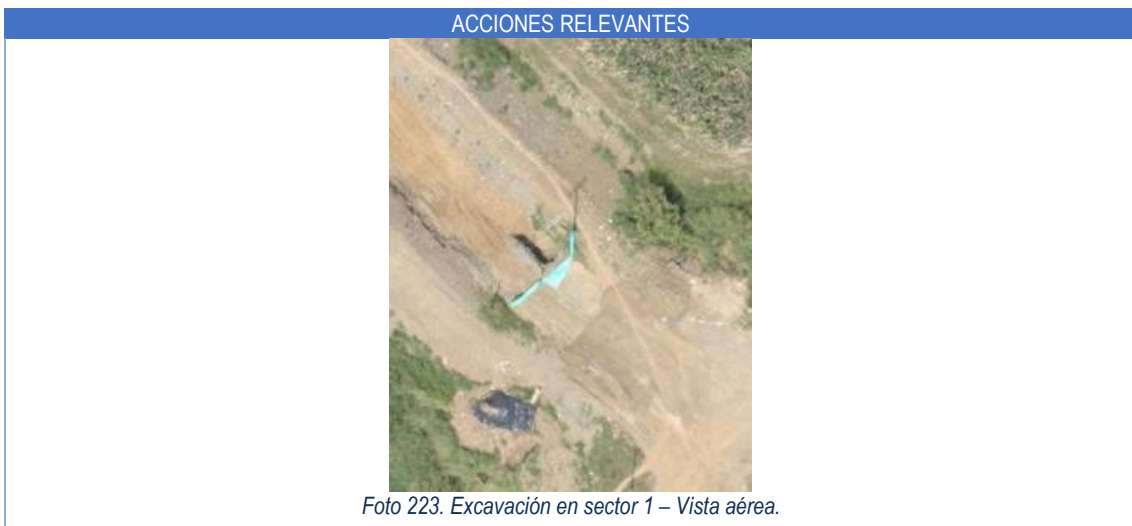 ACCIONES RELEVANTES
Foto 223. Excavación en sector 1 – Vista aérea.